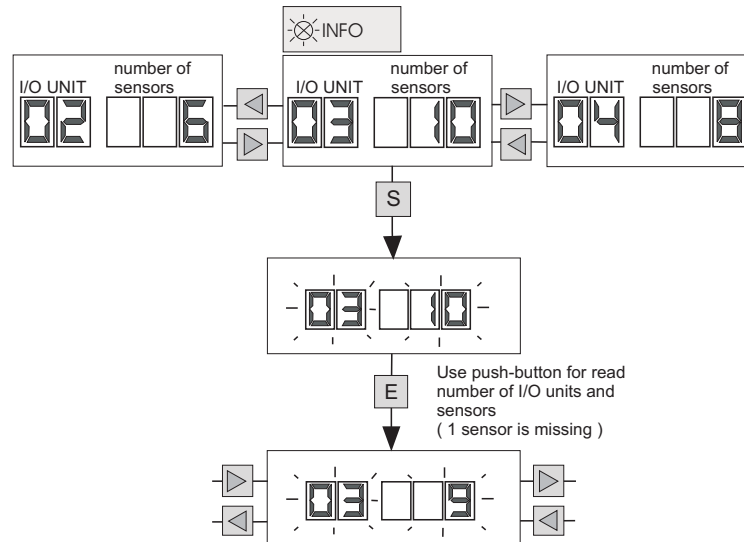 INFO
I/O UNIT number of sensors
02 6
I/O UNIT number of sensors
03 10
I/O UNIT number of sensors
04 8
S
03 10
E
Use push-button for read
number of I/O units and
sensors
( 1 sensor is missing )
03 9